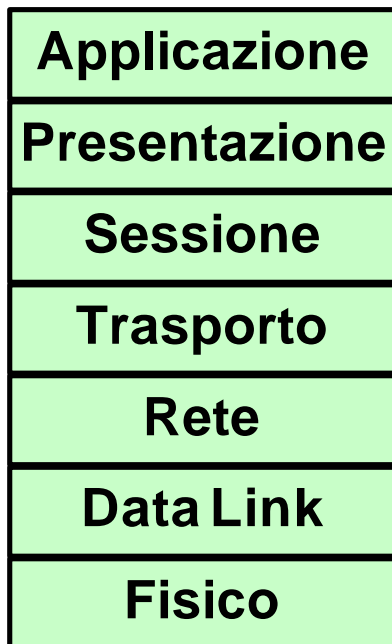 Applicazione
Presentazione
Sessione
Trasporto
Rete
Data Link
Fisico